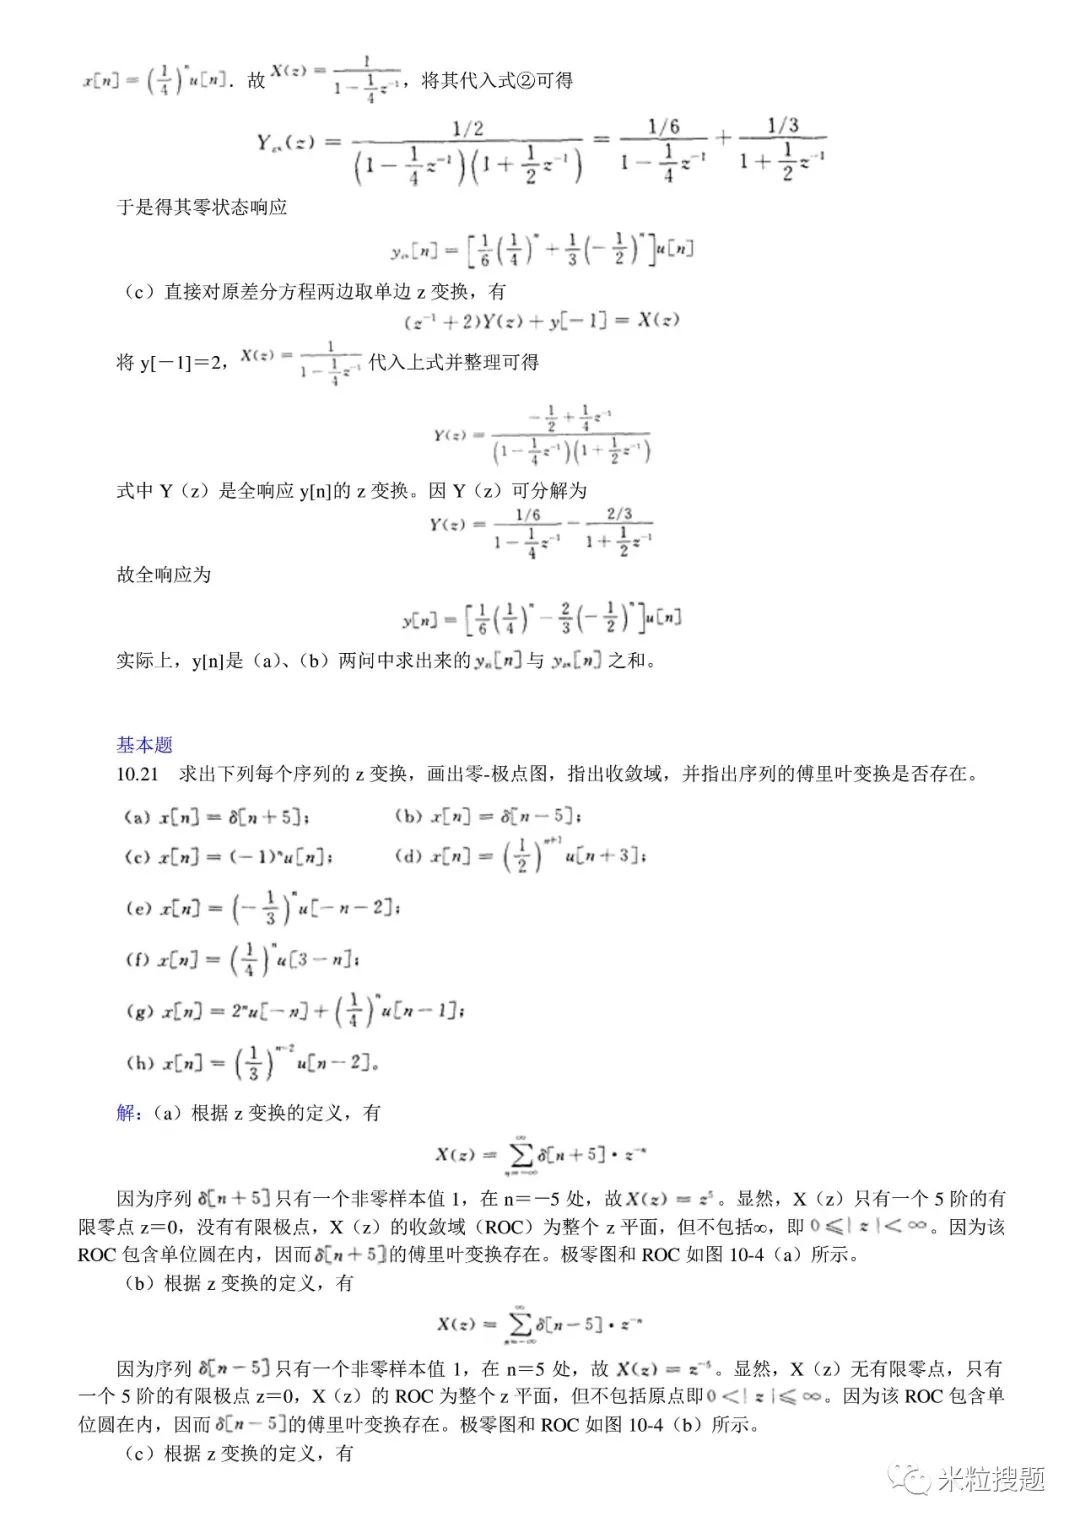 x[n] = (1/4)^n u[n]. 故 X(z) = 1/(1 - 1/4 z^-1), 将其代入式②可得
Y_zs(z) = (1/2)/((1 - 1/4 z^-1)(1 + 1/2 z^-1)) = (1/6)/(1 - 1/4 z^-1) + (1/3)/(1 + 1/2 z^-1)
于是得其零状态响应
y_zs[n] = [1/6 (1/4)^n + 1/3 (-1/2)^n]u[n]
（c）直接对原差分方程两边取单边 z 变换，有
(z^-1 + 2)Y(z) + y[-1] = X(z)
将 y[－1]＝2, X(z) = 1/(1 - 1/4 z^-1) 代入上式并整理可得
Y(z) = (-1/2 + 1/4 z^-1)/((1 - 1/4 z^-1)(1 + 1/2 z^-1))
式中 Y（z）是全响应 y[n]的 z 变换。因 Y（z）可分解为
Y(z) = (1/6)/(1 - 1/4 z^-1) - (2/3)/(1 + 1/2 z^-1)
故全响应为
y[n] = [1/6 (1/4)^n - 2/3 (-1/2)^n]u[n]
实际上，y[n]是（a）、（b）两问中求出来的 y_zi[n] 与 y_zs[n] 之和。
基本题
10.21 求出下列每个序列的 z 变换，画出零-极点图，指出收敛域，并指出序列的傅里叶变换是否存在。
(a) x[n] = δ[n+5]; (b) x[n] = δ[n-5];
(c) x[n] = (-1)^n u[n]; (d) x[n] = (1/2)^(n+1) u[n+3];
(e) x[n] = (-1/3)^n u[-n-2];
(f) x[n] = (1/4)^n u[3-n];
(g) x[n] = 2^n u[-n] + (1/4)^n u[n-1];
(h) x[n] = (1/3)^(n-2) u[n-2]。
解:（a）根据 z 变换的定义，有
X(z) = ∑_{n=-∞}^{∞} δ[n+5]·z^-n
因为序列 δ[n+5] 只有一个非零样本值 1，在 n＝－5 处，故 X(z) = z^5。显然，X（z）只有一个 5 阶的有
限零点 z=0，没有有限极点，X（z）的收敛域（ROC）为整个 z 平面，但不包括∞，即 0⩽|z|<∞。因为该
ROC 包含单位圆在内，因而δ[n+5]的傅里叶变换存在。极零图和 ROC 如图 10-4（a）所示。
（b）根据 z 变换的定义，有
X(z) = ∑_{n=-∞}^{∞} δ[n-5]·z^-n
因为序列 δ[n-5] 只有一个非零样本值 1，在 n=5 处，故 X(z) = z^-5。显然，X（z）无有限零点，只有
一个 5 阶的有限极点 z=0，X（z）的 ROC 为整个 z 平面，但不包括原点即 0<|z|⩽∞。因为该 ROC 包含单
位圆在内，因而 δ[n-5]的傅里叶变换存在。极零图和 ROC 如图 10-4（b）所示。
（c）根据 z 变换的定义，有
米粒搜题